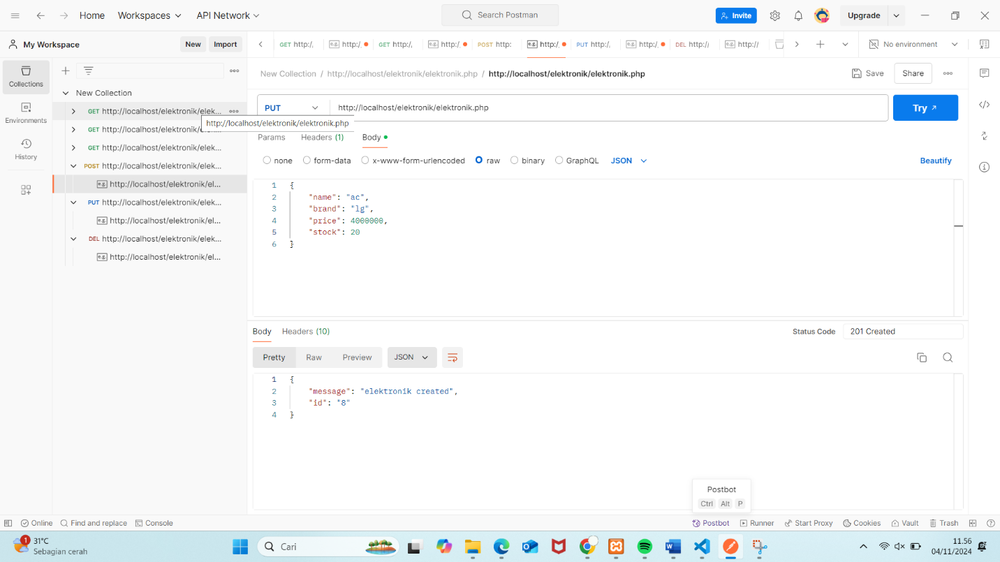 Home
Workspaces
API Network
Search Postman
Invite
Upgrade
My Workspace
New
Import
GET http:/,
e.g. http:/,
GET http:/,
e.g. http:/,
POST http:
e.g. http:/,
PUT http:/,
e.g. http:/,
DEL http://
e.g. http://
No environment
Collections
Environments
History
New Collection
GET http://localhost/elektronik/elek...
GET http://localhost/elektronik/elek...
GET http://localhost/elektronik/elek...
POST http://localhost/elektronik/elek...
e.g. http://localhost/elektronik/el...
PUT http://localhost/elektronik/elek...
e.g. http://localhost/elektronik/el...
DEL http://localhost/elektronik/elek...
e.g. http://localhost/elektronik/el...
http://localhost/elektronik/elektronik.php
New Collection / http://localhost/elektronik/elektronik.php / http://localhost/elektronik/elektronik.php
Save
Share
PUT
http://localhost/elektronik/elektronik.php
Try
Params
Headers (1)
Body
none
form-data
x-www-form-urlencoded
raw
binary
GraphQL
JSON
Beautify
1 {
2 "name": "ac",
3 "brand": "lg",
4 "price": 4000000,
5 "stock": 20
6 }
Body
Headers (10)
Status Code
201 Created
Pretty
Raw
Preview
JSON
1 {
2 "message": "elektronik created",
3 "id": "8"
4 }
Postbot
Ctrl Alt P
Online
Find and replace
Console
Postbot
Runner
Start Proxy
Cookies
Vault
Trash
1
31°C
Sebagian cerah
Cari
11.56
04/11/2024